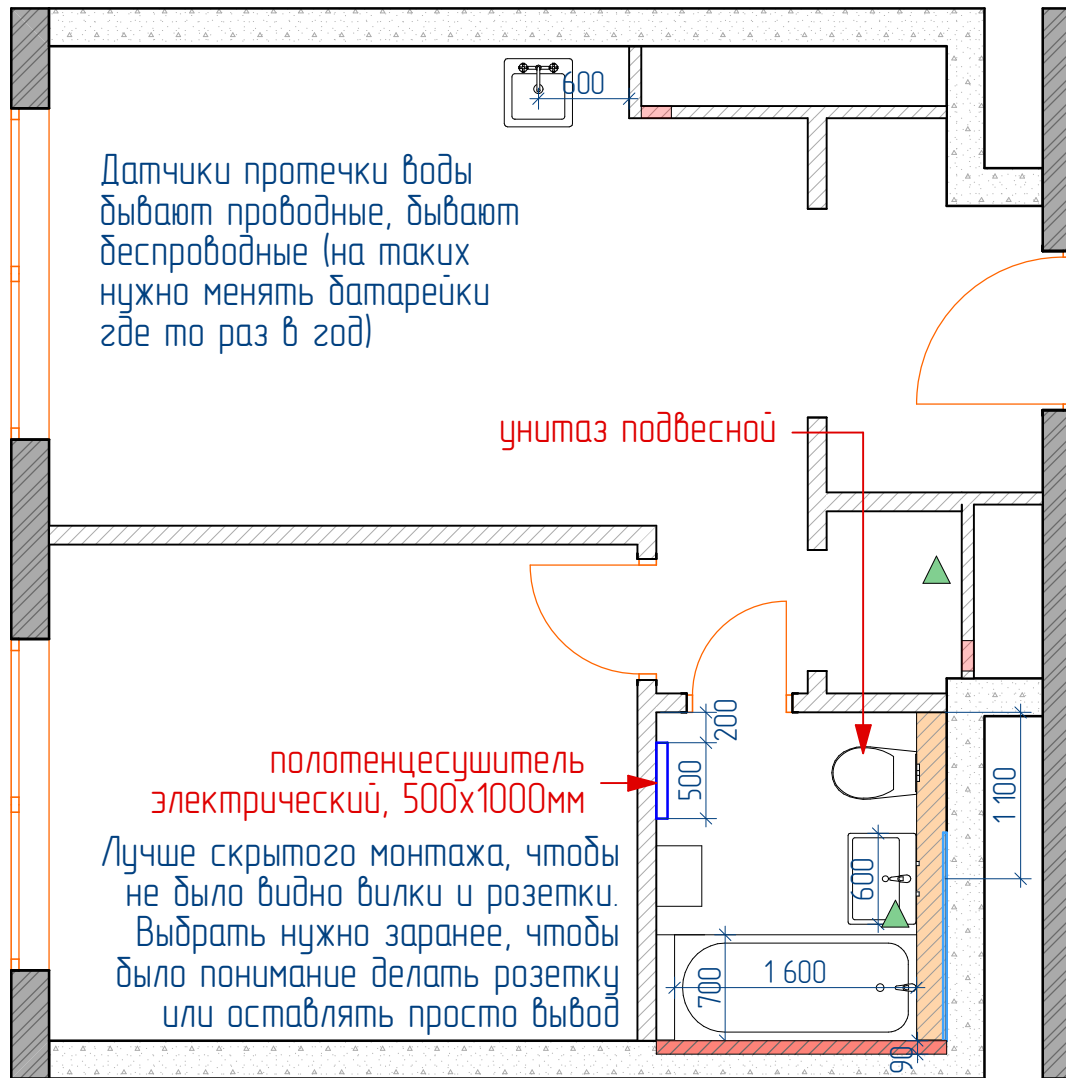 600
Датчики протечки воды
бывают проводные, бывают
беспроводные (на таких
нужно менять батарейки
где то раз в год)
унитаз подвесной
200
полотенцесушитель
электрический, 500х1000мм
500
1 100
Лучше скрытого монтажа, чтобы
не было видно вилки и розетки.
Выбрать нужно заранее, чтобы
было понимание делать розетку
или оставлять просто вывод
600
700
1 600
90